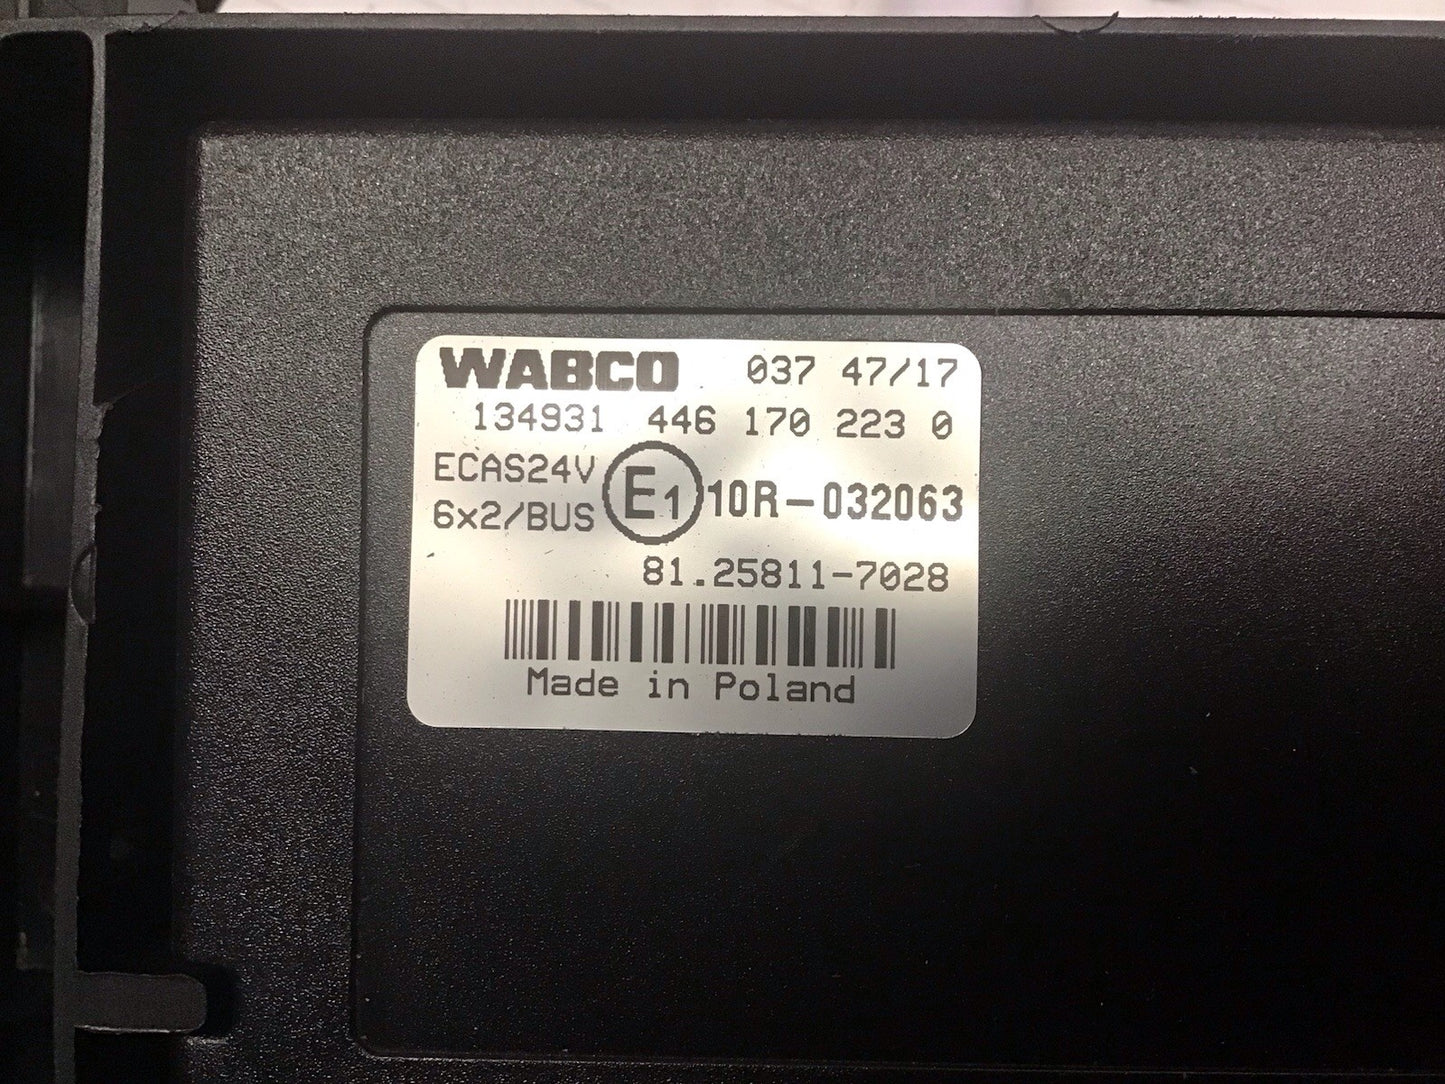 WABCO 037 47/17
134931 446 170 223 0
ECAS24V
6x2/BUS
E1 10R-032063
81.25811-7028
Made in Poland